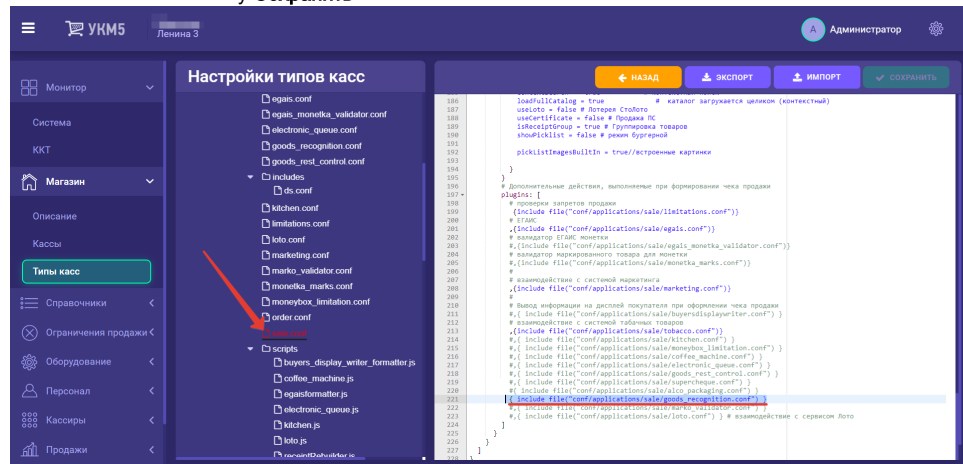 УКМ5
Ленина 3
А Администратор
Монитор
Система
ККТ
Магазин
Описание
Кассы
Типы касс
Справочники
Ограничения продажи
Оборудование
Персонал
Кассиры
Продажи
Настройки типов касс
egais.conf
egais_monetka_validator.conf
electronic_queue.conf
goods_recognition.conf
goods_rest_control.conf
includes
ds.conf
kitchen.conf
limitations.conf
loto.conf
marketing.conf
marko_validator.conf
monetka_marks.conf
moneybox_limitation.conf
order.conf
scripts
buyers_display_writer_formatter.js
coffee_machine.js
egaisformatter.js
electronic_queue.js
kitchen.js
loto.js
receiptRebuilder.js
НАЗАД
ЭКСПОРТ
ИМПОРТ
СОХРАНИТЬ
186 loadFullCatalog = true # каталог загружается целиком (контекстный)
187 useLoto = false # Лотерея СтоЛото
188 useCertificate = false # Продажа ПС
189 isReceiptGroup = true # Группировка товаров
190 showPicklist = false # режим бургерной
191
192 pickListImagesBuiltIn = true//встроенные картинки
193
194 }
195 }
196 # Дополнительные действия, выполняемые при формировании чека продажи
197 plugins: [
198 # проверки запретов продажи
199 {include file("conf/applications/sale/limitations.conf")}
200 # ЕГАИС
201 ,{include file("conf/applications/sale/egais.conf")}
202 # валидатор ЕГАИС монетки
203 #,{include file("conf/applications/sale/egais_monetka_validator.conf")}
204 # валидатор маркированного товара для монетки
205 #,{include file("conf/applications/sale/monetka_marks.conf")}
206 #
207 # взаимодействие с системой маркетинга
208 ,{include file("conf/applications/sale/marketing.conf")}
209 #
210 # Вывод информации на дисплей покупателя при оформлении чека продажи
211 #,{ include file("conf/applications/sale/buyersdisplaywriter.conf") }
212 # взаимодействие с системой табачных товаров
213 ,{include file("conf/applications/sale/tobacco.conf")}
214 #,{ include file("conf/applications/sale/kitchen.conf") }
215 #,{ include file("conf/applications/sale/moneybox_limitation.conf") }
216 #,{ include file("conf/applications/sale/coffee_machine.conf") }
217 #,{ include file("conf/applications/sale/electronic_queue.conf") }
218 #,{ include file("conf/applications/sale/goods_rest_control.conf") }
219 #,{ include file("conf/applications/sale/supercheque.conf") }
220 #{ include file("conf/applications/sale/alco_packaging.conf") }
221 { include file("conf/applications/sale/goods_recognition.conf") }
222 #,{ include file("conf/applications/sale/marko_validator.conf") }
223 #,{ include file("conf/applications/sale/loto.conf") } # взаимодействие с сервисом Лото
224 ]
225 }
226 }
227 ]
228 }